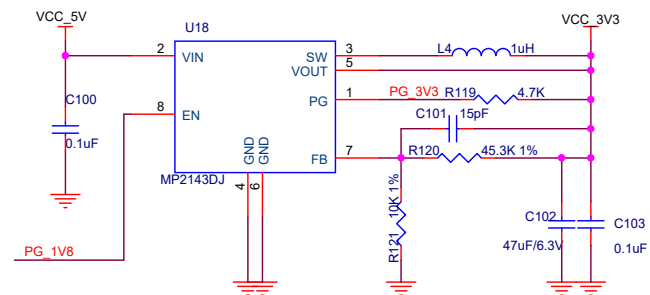 VCC_5V
VCC_3V3
U18
2
VIN
SW
3
L4
1uH
VOUT
5
C100
0.1uF
8
EN
PG
1
PG_3V3
R119
4.7K
C101
15pF
GND
GND
FB
7
R120
45.3K 1%
MP2143DJ
4
6
R121
10K 1%
C102
47uF/6.3V
C103
0.1uF
PG_1V8